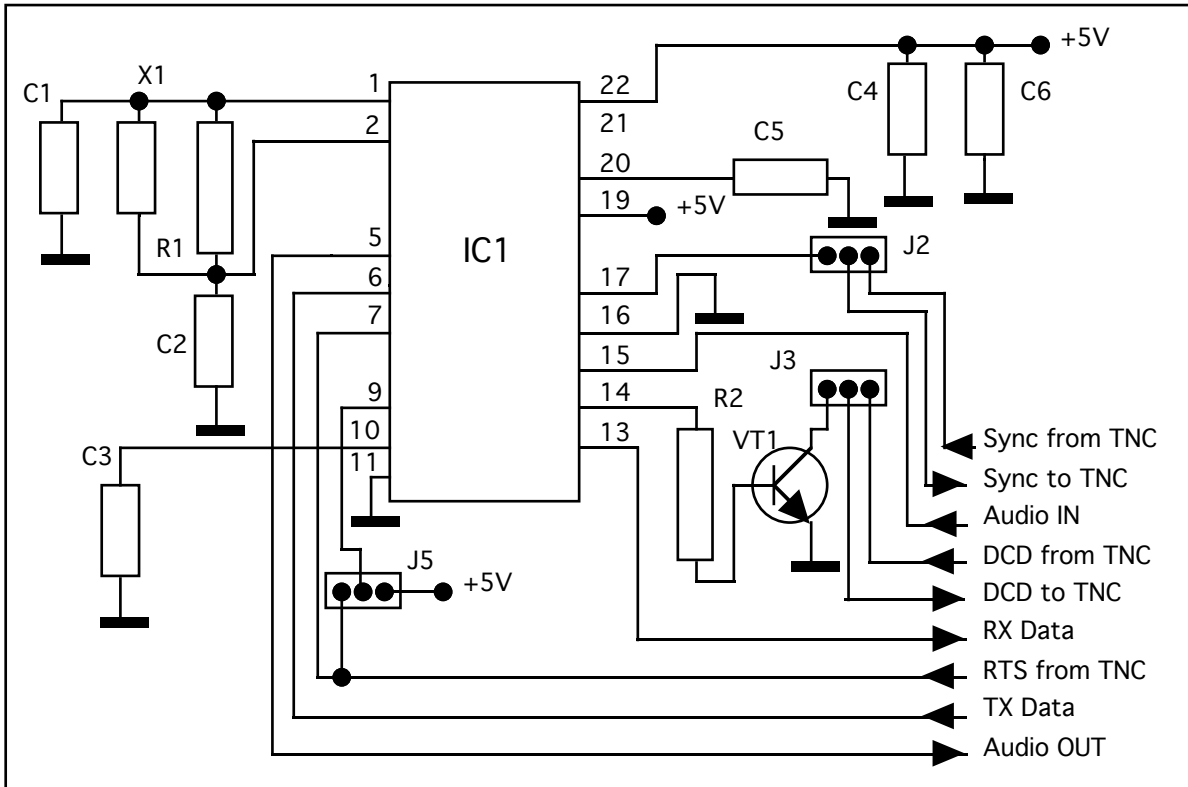 +5V
C1
X1
1
22
C4
C6
2
21
C5
20
19
+5V
R1
5
IC1
17
J2
6
16
7
15
C2
J3
9
14
R2
10
13
VT1
C3
11
Sync from TNC
Sync to TNC
Audio IN
J5
DCD from TNC
+5V
DCD to TNC
RX Data
RTS from TNC
TX Data
Audio OUT